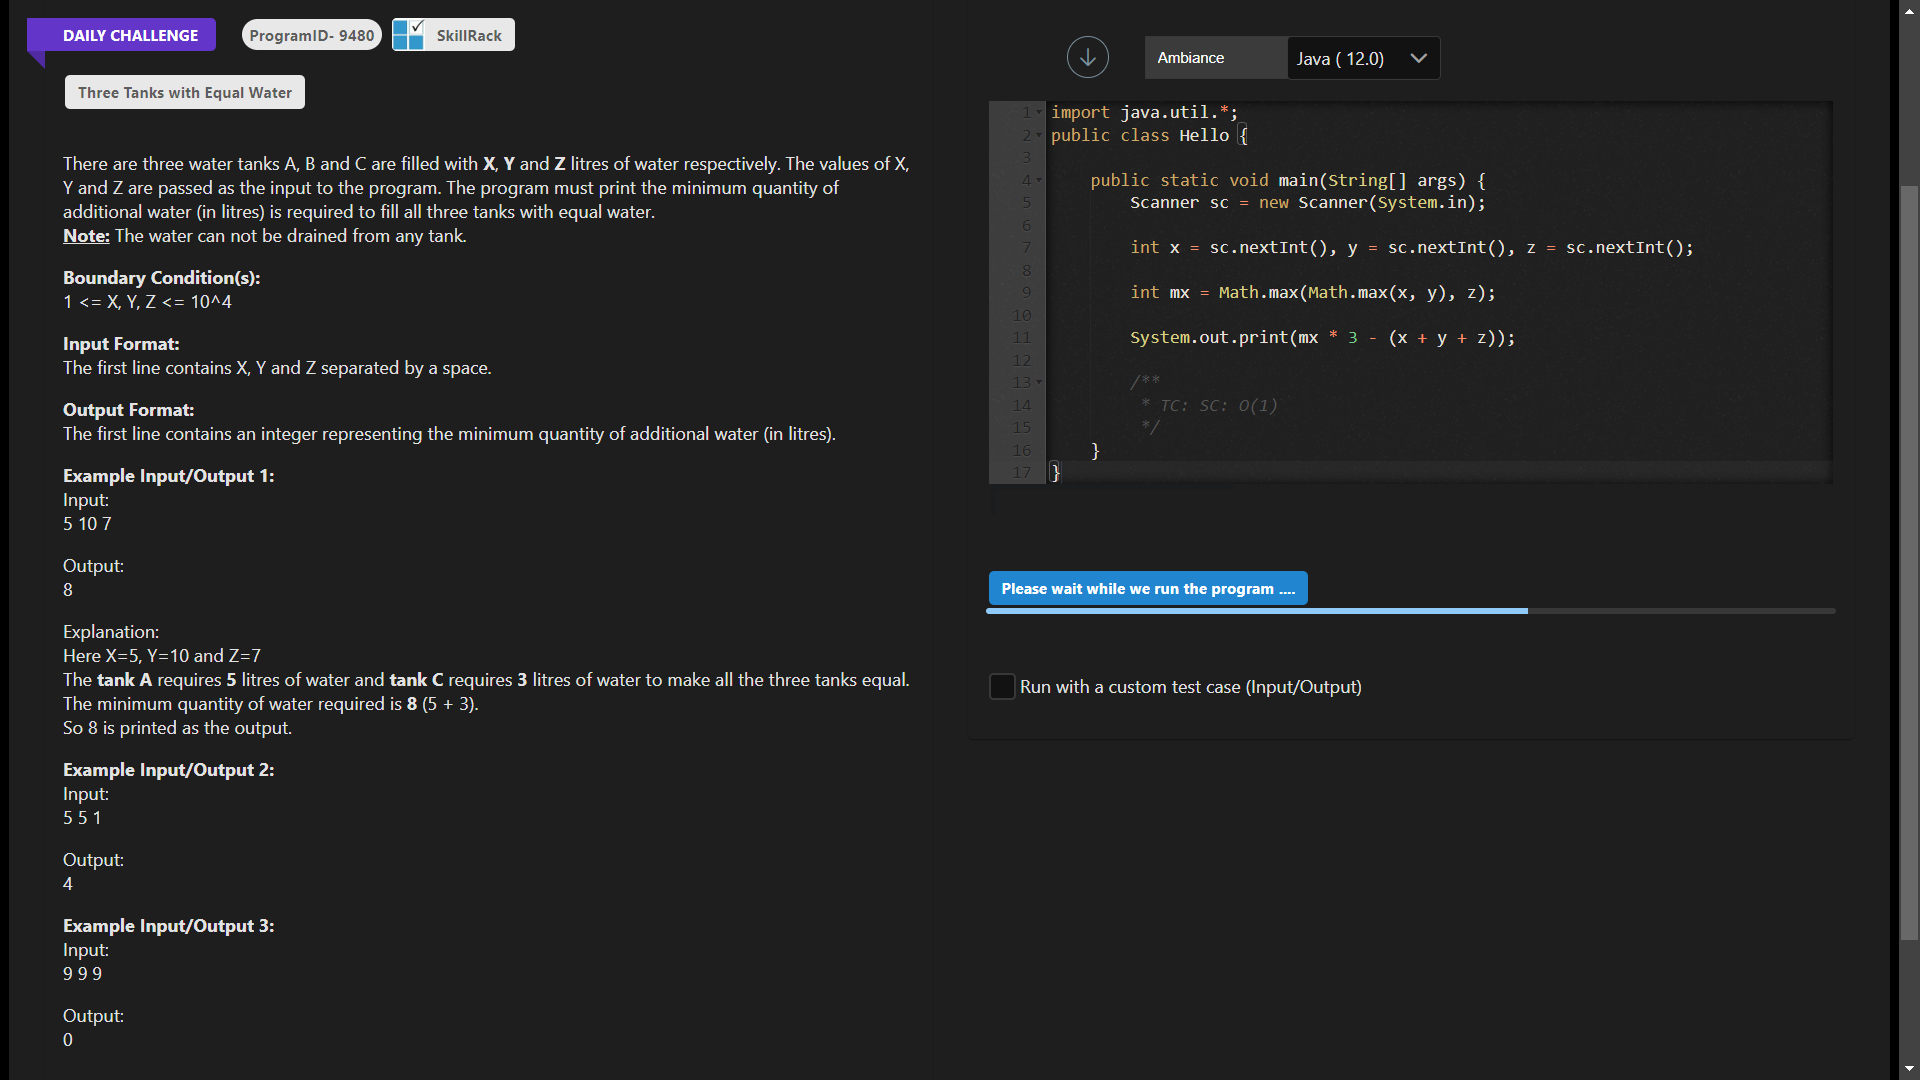 DAILY CHALLENGE
ProgramID- 9480
SkillRack
Three Tanks with Equal Water
There are three water tanks A, B and C are filled with X, Y and Z litres of water respectively. The values of X,
Y and Z are passed as the input to the program. The program must print the minimum quantity of
additional water (in litres) is required to fill all three tanks with equal water.
Note: The water can not be drained from any tank.
Boundary Condition(s):
1 <= X, Y, Z <= 10^4
Input Format:
The first line contains X, Y and Z separated by a space.
Output Format:
The first line contains an integer representing the minimum quantity of additional water (in litres).
Example Input/Output 1:
Input:
5 10 7
Output:
8
Explanation:
Here X=5, Y=10 and Z=7
The tank A requires 5 litres of water and tank C requires 3 litres of water to make all the three tanks equal.
The minimum quantity of water required is 8 (5 + 3).
So 8 is printed as the output.
Example Input/Output 2:
Input:
5 5 1
Output:
4
Example Input/Output 3:
Input:
9 9 9
Output:
0
Ambiance
Java ( 12.0)
1 import java.util.*;
2 public class Hello {
3
4 public static void main(String[] args) {
5 Scanner sc = new Scanner(System.in);
6
7 int x = sc.nextInt(), y = sc.nextInt(), z = sc.nextInt();
8
9 int mx = Math.max(Math.max(x, y), z);
10
11 System.out.print(mx * 3 - (x + y + z));
12
13 /**
14 * TC: SC: O(1)
15 */
16 }
17 }
Please wait while we run the program ....
Run with a custom test case (Input/Output)